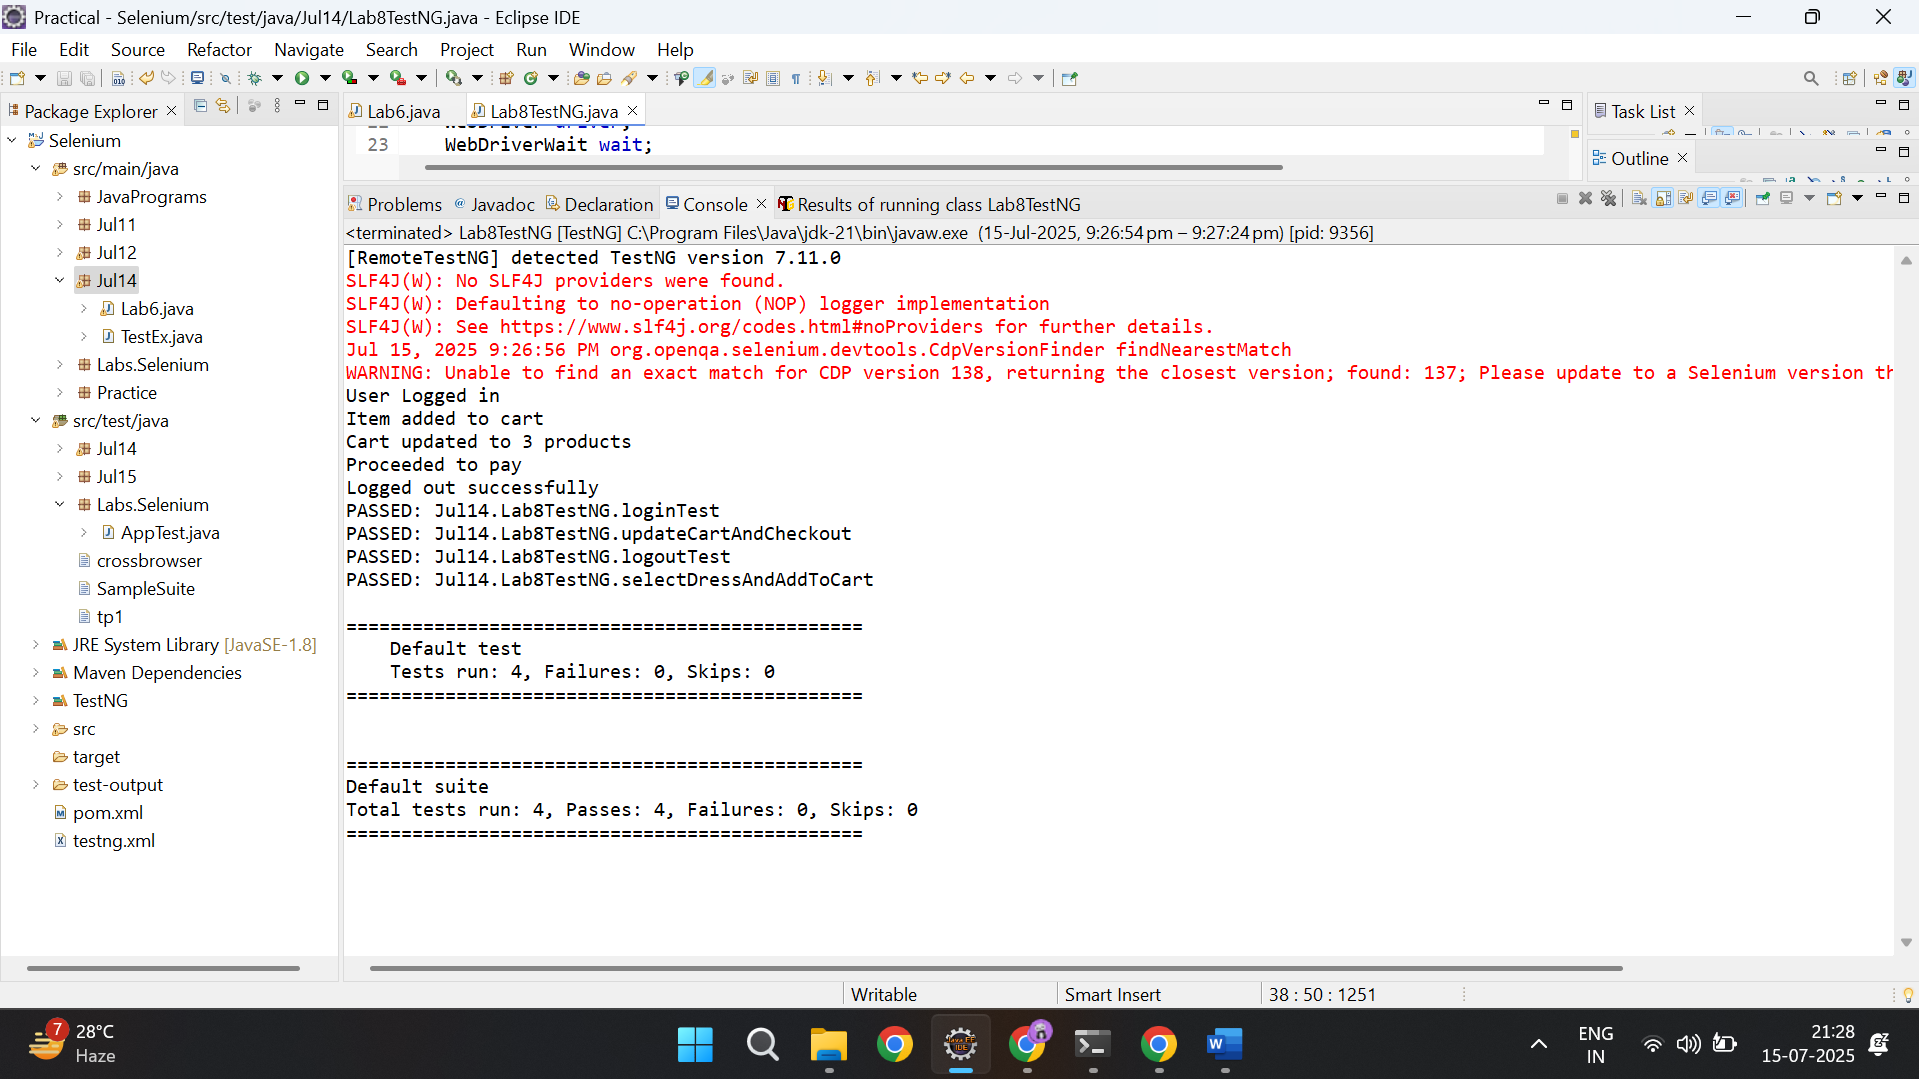 Practical - Selenium/src/test/java/Jul14/Lab8TestNG.java - Eclipse IDE
File Edit Source Refactor Navigate Search Project Run Window Help
Package Explorer
Selenium
src/main/java
JavaPrograms
Jul11
Jul12
Jul14
Lab6.java
TestEx.java
Labs.Selenium
Practice
src/test/java
Jul14
Jul15
Labs.Selenium
AppTest.java
crossbrowser
SampleSuite
tp1
JRE System Library [JavaSE-1.8]
Maven Dependencies
TestNG
src
target
test-output
pom.xml
testng.xml
Lab6.java Lab8TestNG.java
23 WebDriverWait wait;
Task List
Outline
Problems Javadoc Declaration Console Results of running class Lab8TestNG
<terminated> Lab8TestNG [TestNG] C:\Program Files\Java\jdk-21\bin\javaw.exe (15-Jul-2025, 9:26:54 pm – 9:27:24 pm) [pid: 9356]
[RemoteTestNG] detected TestNG version 7.11.0
SLF4J(W): No SLF4J providers were found.
SLF4J(W): Defaulting to no-operation (NOP) logger implementation
SLF4J(W): See https://www.slf4j.org/codes.html#noProviders for further details.
Jul 15, 2025 9:26:56 PM org.openqa.selenium.devtools.CdpVersionFinder findNearestMatch
WARNING: Unable to find an exact match for CDP version 138, returning the closest version; found: 137; Please update to a Selenium version th
User Logged in
Item added to cart
Cart updated to 3 products
Proceeded to pay
Logged out successfully
PASSED: Jul14.Lab8TestNG.loginTest
PASSED: Jul14.Lab8TestNG.updateCartAndCheckout
PASSED: Jul14.Lab8TestNG.logoutTest
PASSED: Jul14.Lab8TestNG.selectDressAndAddToCart
===============================================
Default test
Tests run: 4, Failures: 0, Skips: 0
===============================================
===============================================
Default suite
Total tests run: 4, Passes: 4, Failures: 0, Skips: 0
===============================================
Writable Smart Insert 38 : 50 : 1251
7
28°C
Haze
ENG
IN
21:28
15-07-2025